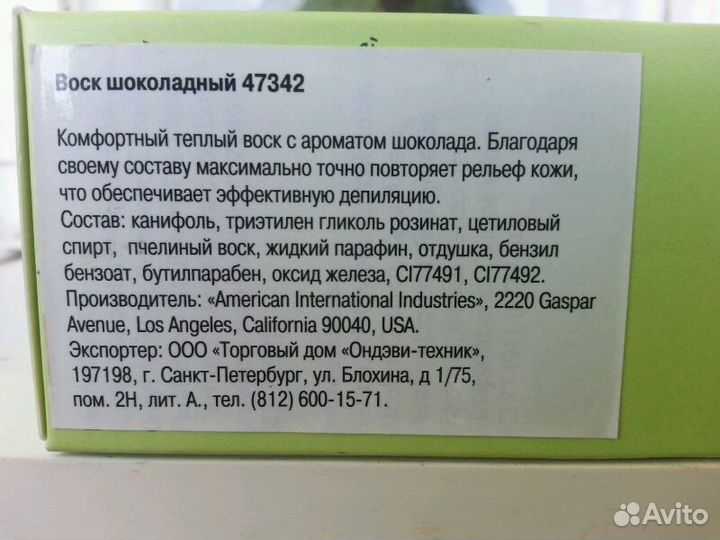 Воск шоколадный 47342
Комфортный теплый воск с ароматом шоколада. Благодаря
своему составу максимально точно повторяет рельеф кожи,
что обеспечивает эффективную депиляцию.
Состав: канифоль, триэтилен гликоль розинат, цетиловый
спирт, пчелиный воск, жидкий парафин, отдушка, бензил
бензоат, бутилпарабен, оксид железа, CI77491, CI77492.
Производитель: «American International Industries», 2220 Gaspar
Avenue, Los Angeles, California 90040, USA.
Экспортер: ООО «Торговый дом «Ондэви-техник»,
197198, г. Санкт-Петербург, ул. Блохина, д 1/75,
пом. 2Н, лит. А., тел. (812) 600-15-71.
Avito